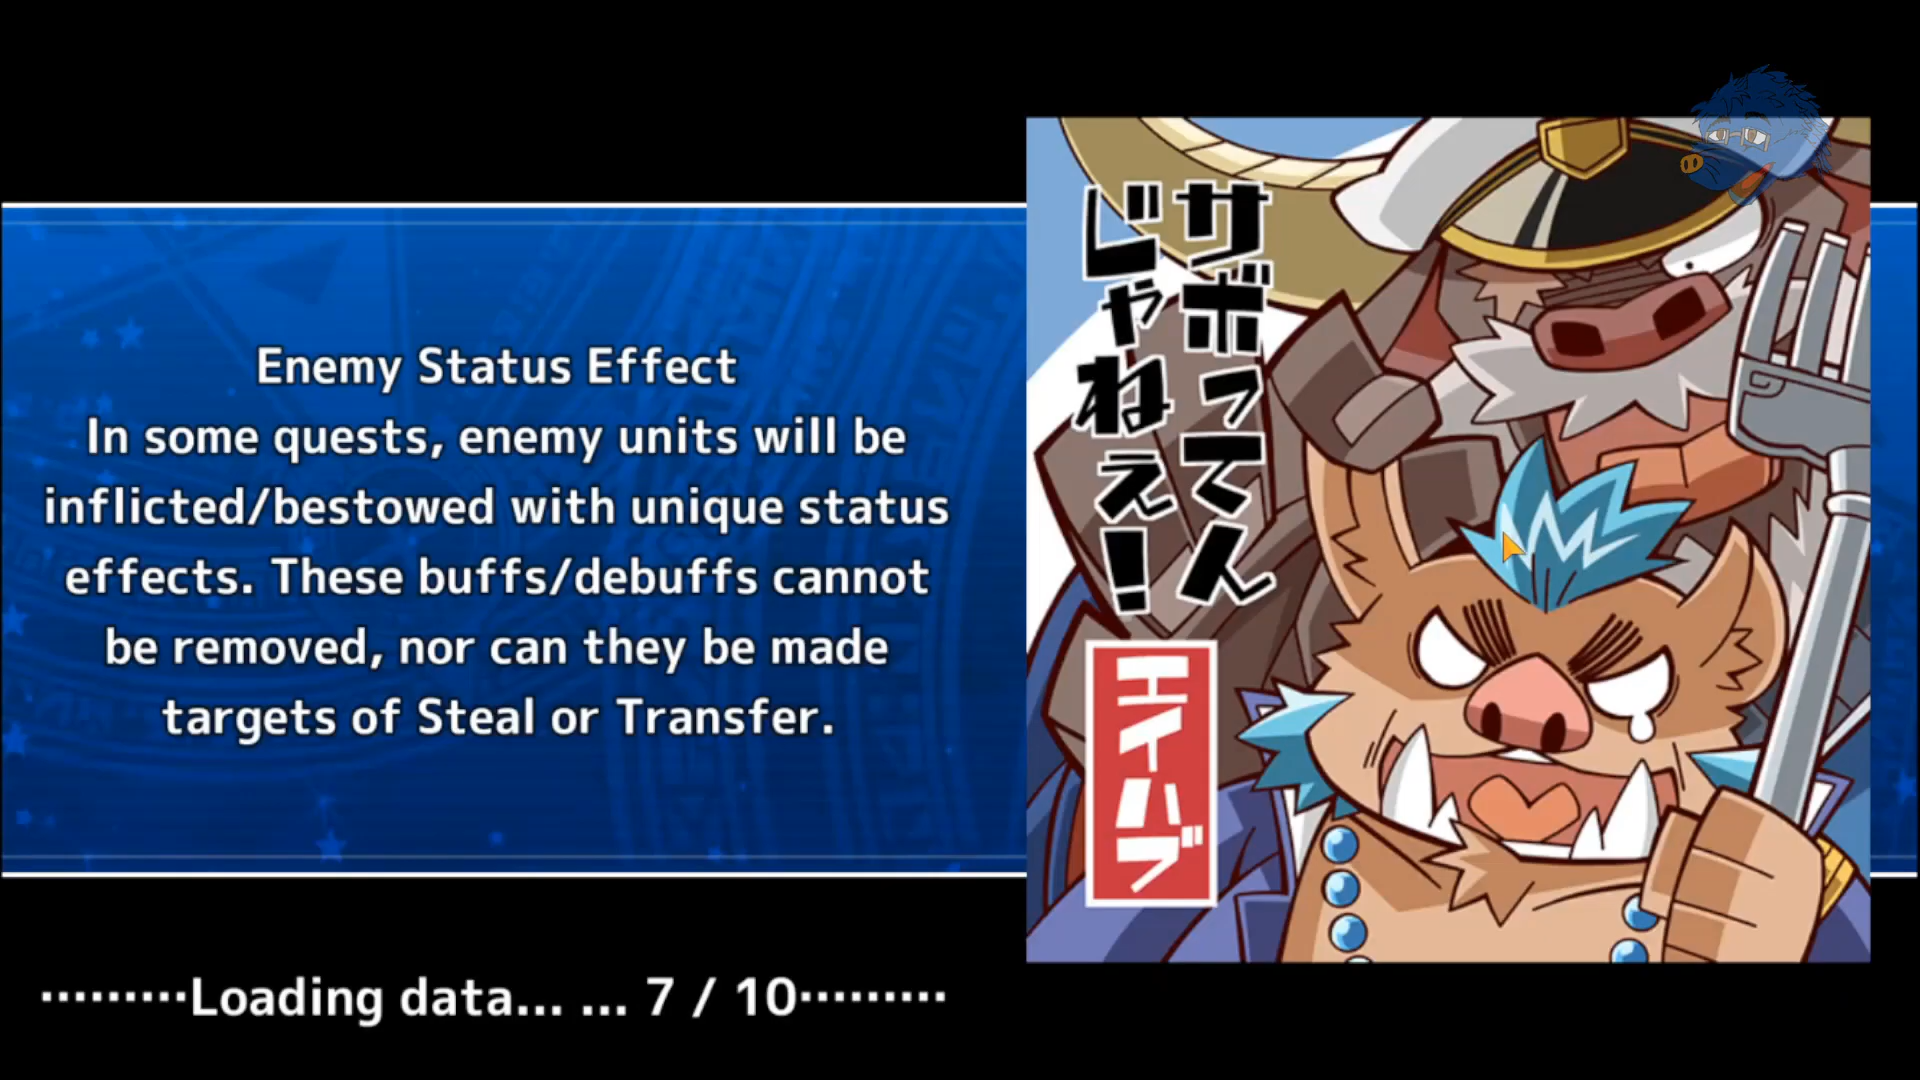 Enemy Status Effect
In some quests, enemy units will be
inflicted/bestowed with unique status
effects. These buffs/debuffs cannot
be removed, nor can they be made
targets of Steal or Transfer.
·········Loading data... ... 7 / 10·········
サボってん
じゃねぇ！
エイハブ